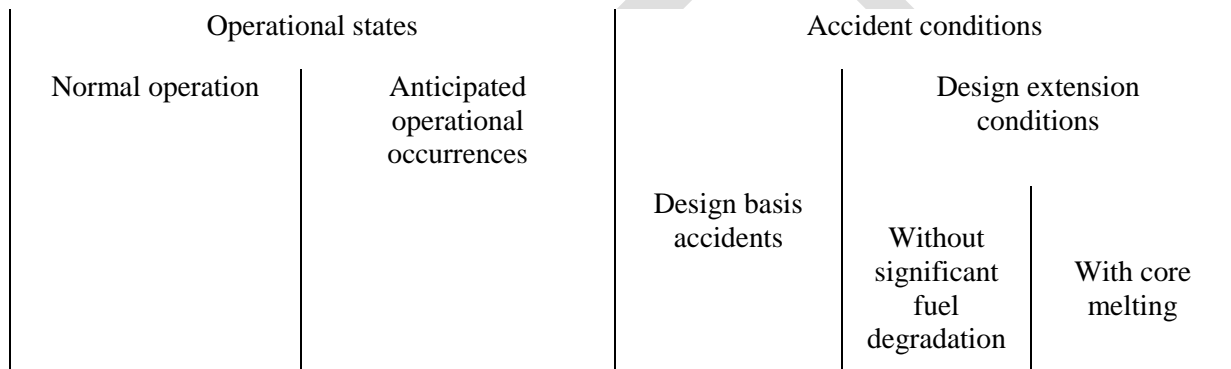 Operational states
Accident conditions
Normal operation
Anticipated
operational
occurrences
Design extension
conditions
Design basis
accidents
Without
significant
fuel
degradation
With core
melting